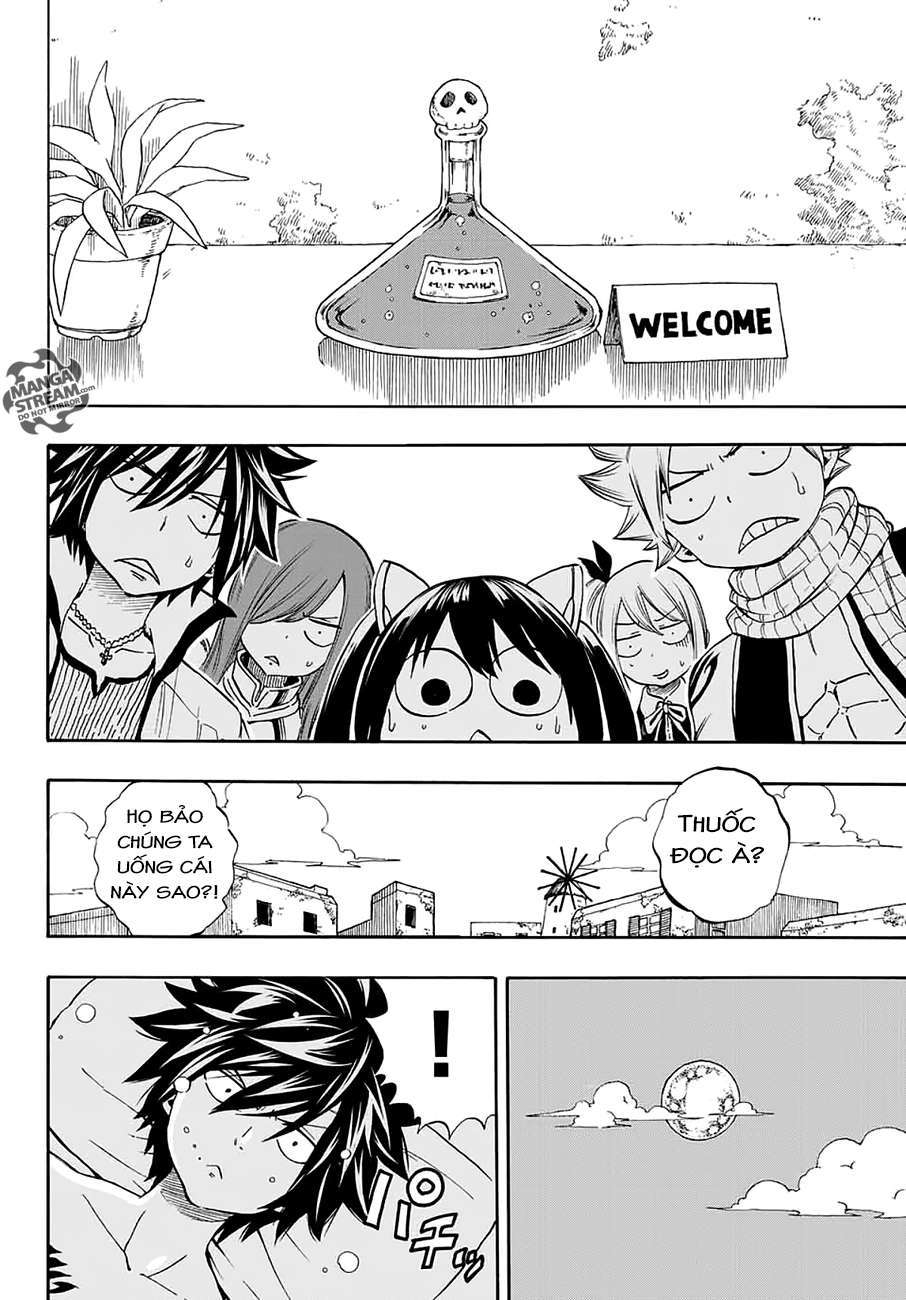 WELCOME
MANGA
STREAM.com
DO NOT MIRROR
THUỐC
ĐỌC À?
HỌ BẢO
CHÚNG TA
UỐNG CÁI
NÀY SAO?!
!
パチッ